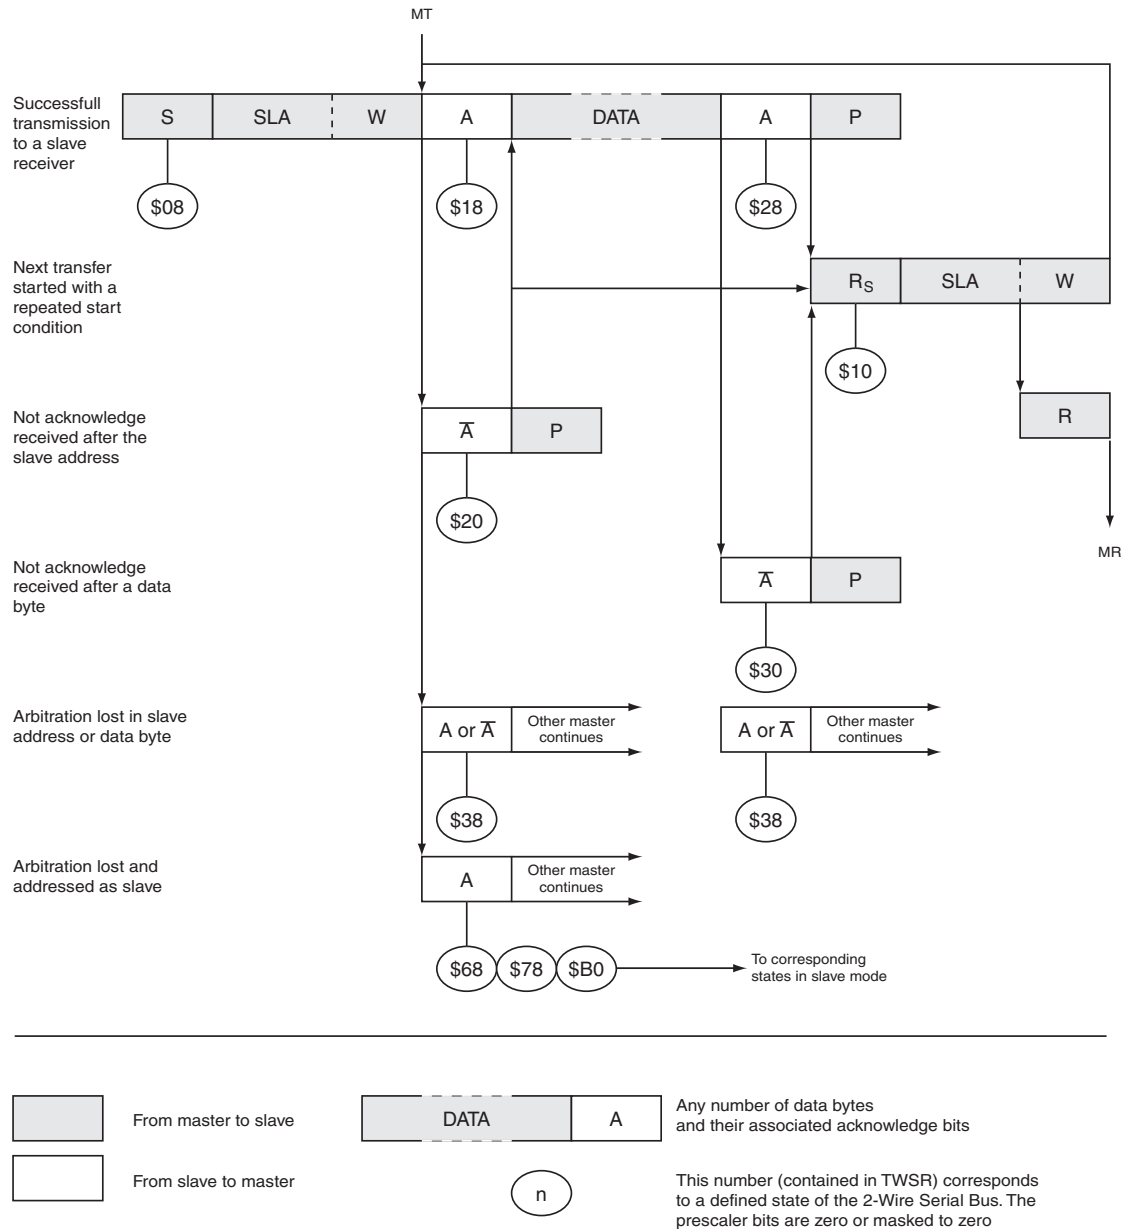 MT
Successfull
transmission
to a slave
receiver
S SLA W A DATA A P
$08 $18 $28
Next transfer
started with a
repeated start
condition
RS SLA W
$10
Not acknowledge
received after the
slave address
A̅ P
R
$20
MR
Not acknowledge
received after a data
byte
A̅ P
$30
Arbitration lost in slave
address or data byte
A or A̅
Other master
continues
A or A̅
Other master
continues
$38 $38
Arbitration lost and
addressed as slave
A
Other master
continues
$68 $78 $B0
To corresponding
states in slave mode
From master to slave
DATA A
Any number of data bytes
and their associated acknowledge bits
From slave to master
n
This number (contained in TWSR) corresponds
to a defined state of the 2-Wire Serial Bus. The
prescaler bits are zero or masked to zero